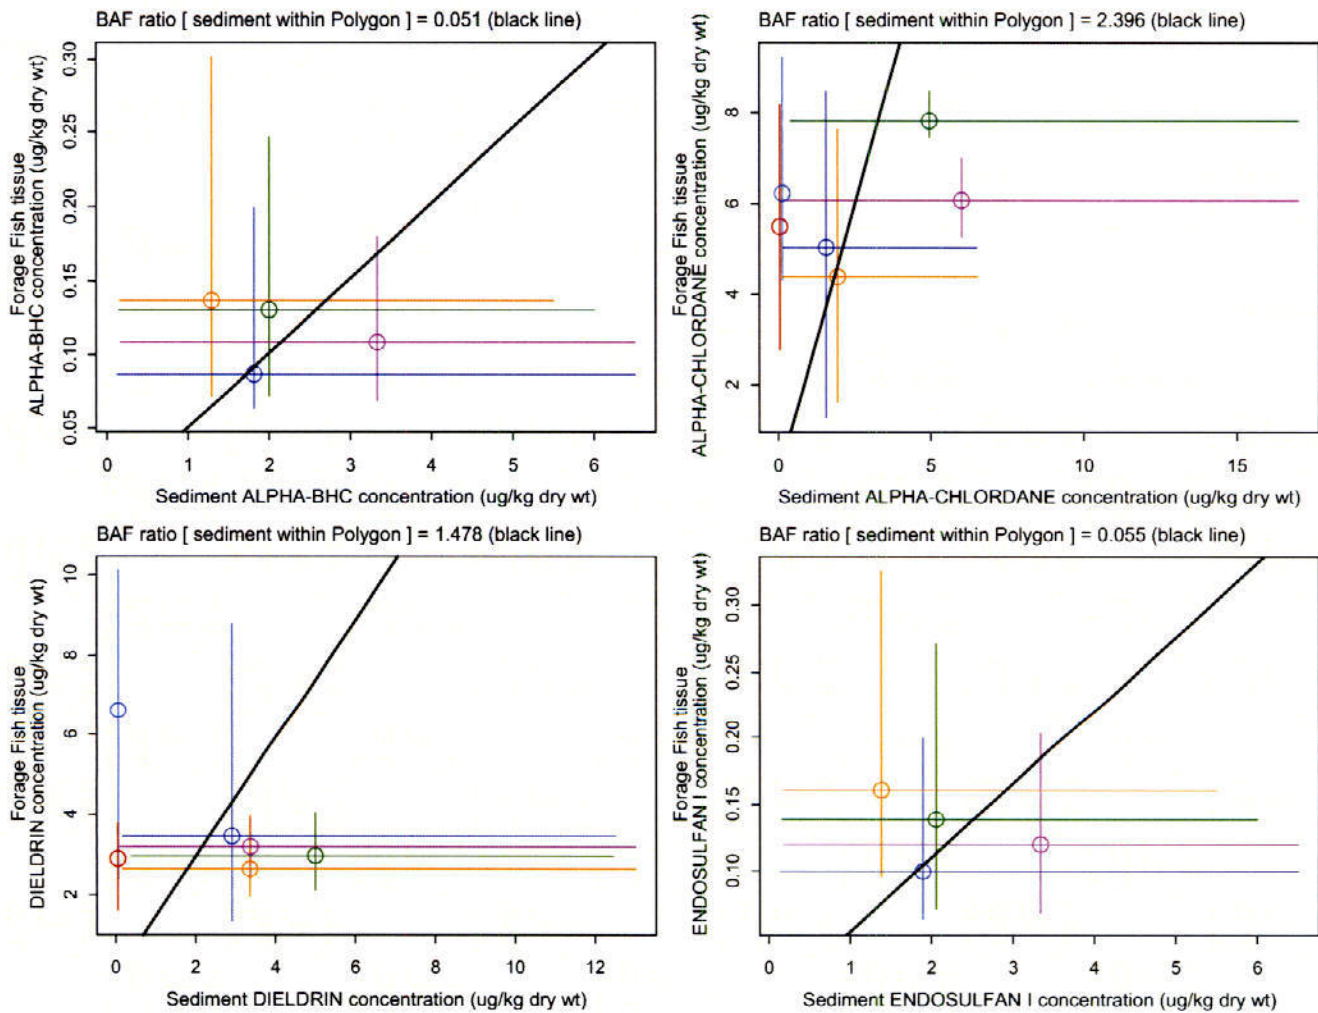 BAF ratio [ sediment within Polygon ] = 0.051 (black line)
Forage Fish tissue
ALPHA-BHC concentration (ug/kg dry wt)
0.30
0.25
0.20
0.15
0.10
0.05
0 1 2 3 4 5 6
Sediment ALPHA-BHC concentration (ug/kg dry wt)
BAF ratio [ sediment within Polygon ] = 2.396 (black line)
Forage Fish tissue
ALPHA-CHLORDANE concentration (ug/kg dry wt)
8
6
4
2
0 5 10 15
Sediment ALPHA-CHLORDANE concentration (ug/kg dry wt)
BAF ratio [ sediment within Polygon ] = 1.478 (black line)
Forage Fish tissue
DIELDRIN concentration (ug/kg dry wt)
10
8
6
4
2
0 2 4 6 8 10 12
Sediment DIELDRIN concentration (ug/kg dry wt)
BAF ratio [ sediment within Polygon ] = 0.055 (black line)
Forage Fish tissue
ENDOSULFAN I concentration (ug/kg dry wt)
0.30
0.25
0.20
0.15
0.10
0 1 2 3 4 5 6
Sediment ENDOSULFAN I concentration (ug/kg dry wt)